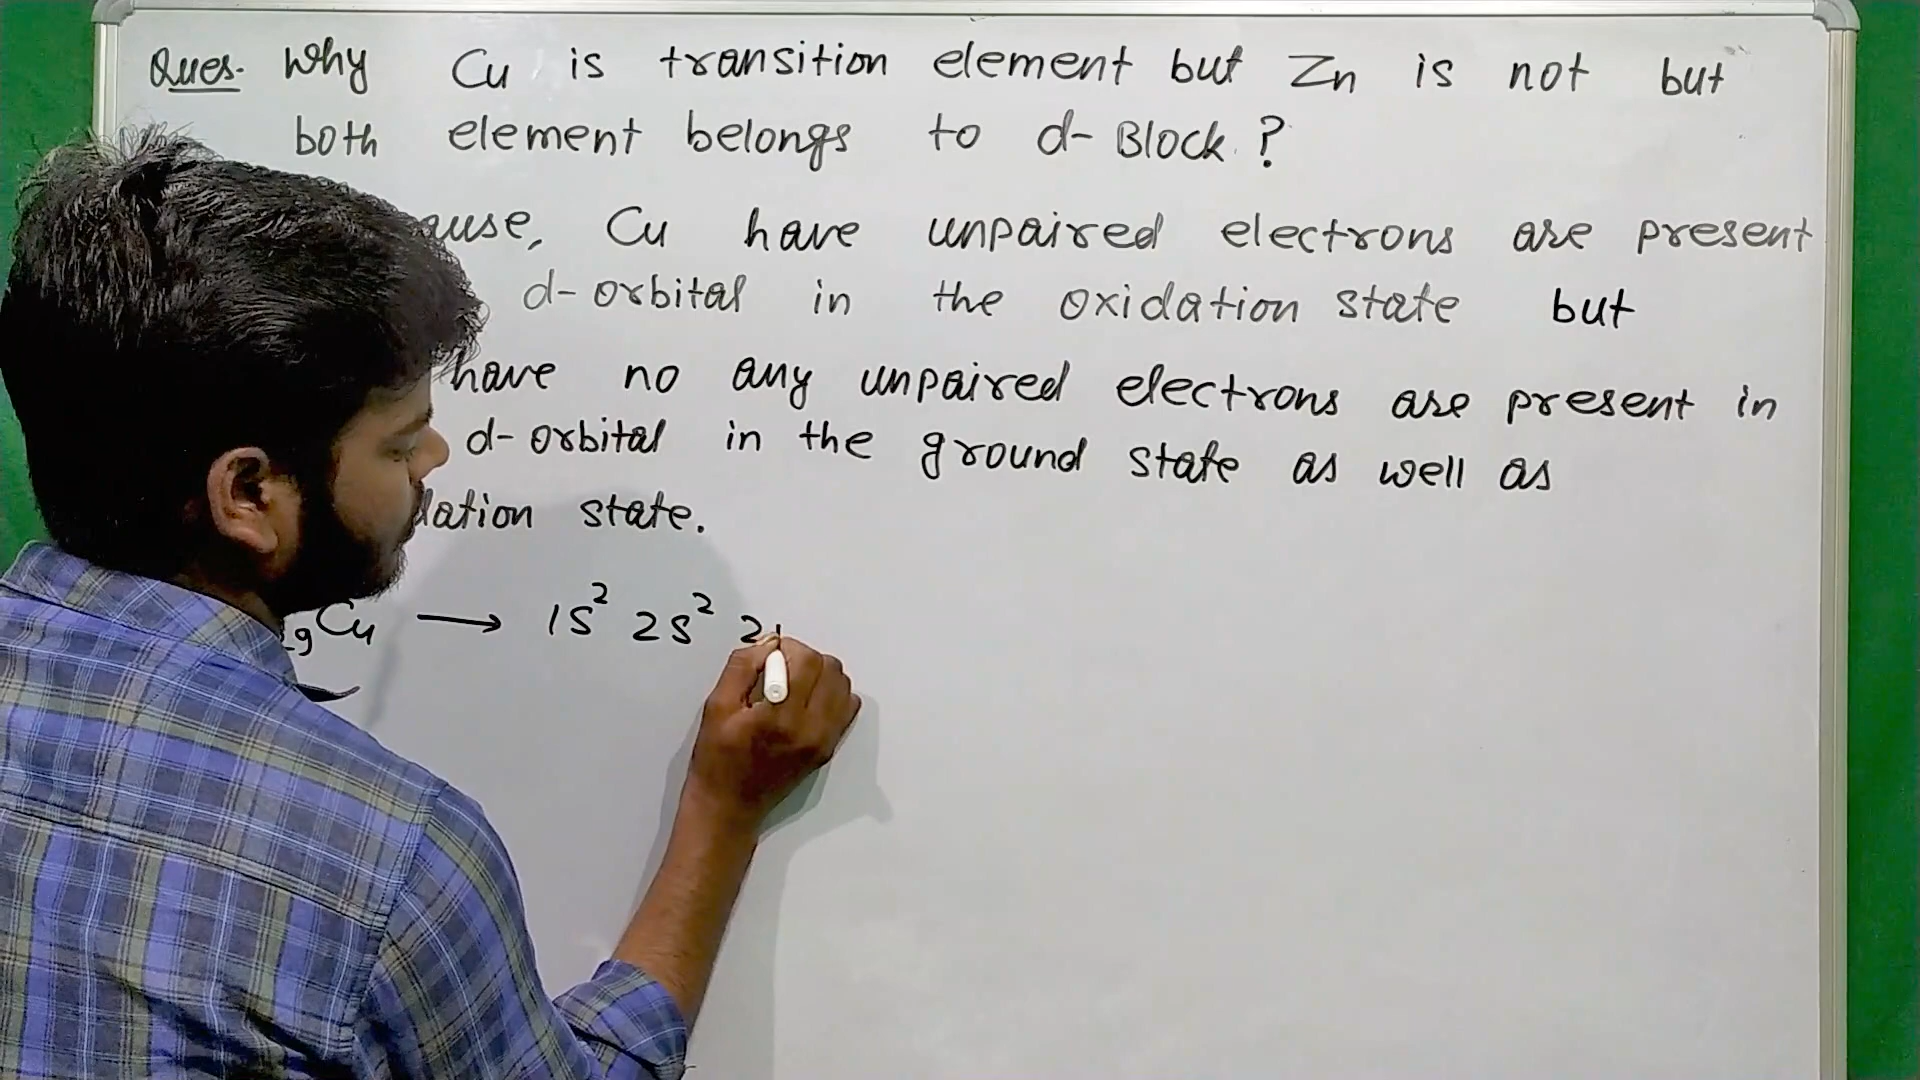 Ques. Why Cu is transition element but Zn is not but
both element belongs to d- Block ?
Cu have unpaired electrons are present
d- orbital in the oxidation state but
have no any unpaired electrons are present in
d- orbital in the ground state as well as
state.
Cu → 1s² 2s² 2